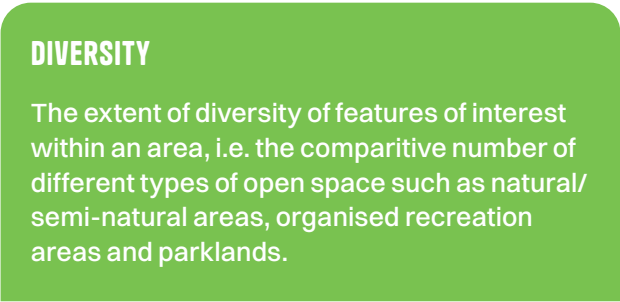 DIVERSITY
The extent of diversity of features of interest
within an area, i.e. the comparitive number of
different types of open space such as natural/
semi-natural areas, organised recreation
areas and parklands.